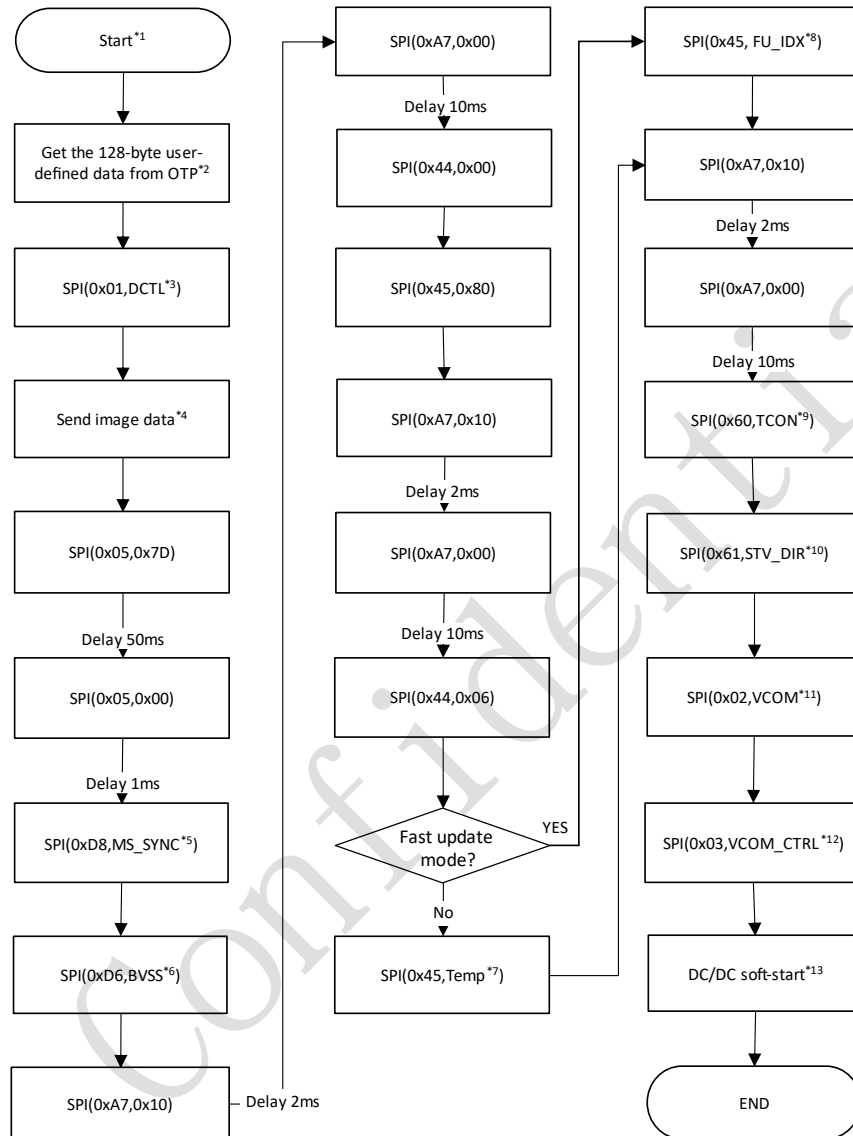 Start*1
Get the 128-byte user-
defined data from OTP*2
SPI(0x01,DCTL*3)
Send image data*4
SPI(0x05,0x7D)
Delay 50ms
SPI(0x05,0x00)
Delay 1ms
SPI(0xD8,MS_SYNC*5)
SPI(0xD6,BVSS*6)
SPI(0xA7,0x10)
Delay 2ms
SPI(0xA7,0x00)
Delay 10ms
SPI(0x44,0x00)
SPI(0x45,0x80)
SPI(0xA7,0x10)
Delay 2ms
SPI(0xA7,0x00)
Delay 10ms
SPI(0x44,0x06)
Fast update
mode?
YES
No
SPI(0x45,Temp*7)
SPI(0x45, FU_IDX*8)
SPI(0xA7,0x10)
Delay 2ms
SPI(0xA7,0x00)
Delay 10ms
SPI(0x60,TCON*9)
SPI(0x61,STV_DIR*10)
SPI(0x02,VCOM*11)
SPI(0x03,VCOM_CTRL*12)
DC/DC soft-start*13
END
Confidentia